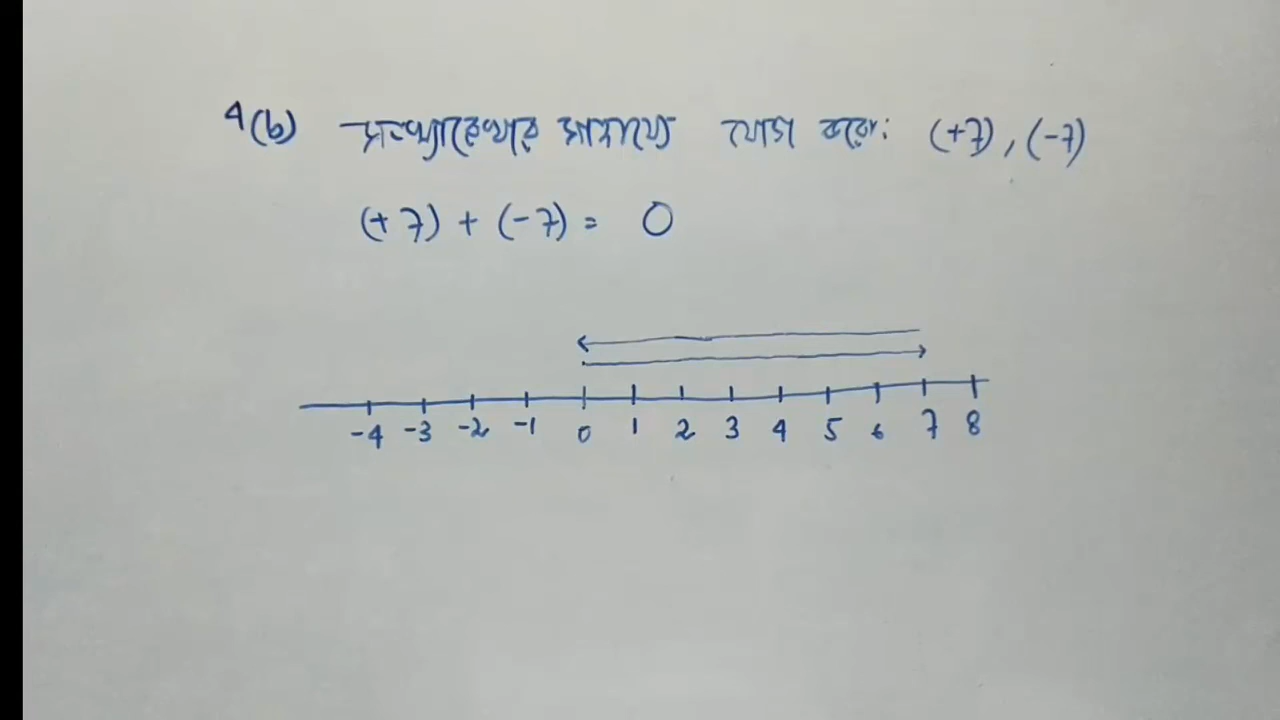 4(b) সংখ্যারেখার সাহায্যে যোগ করো: (+7), (-7)
(+7) + (-7) = 0
-4 -3 -2 -1 0 1 2 3 4 5 6 7 8